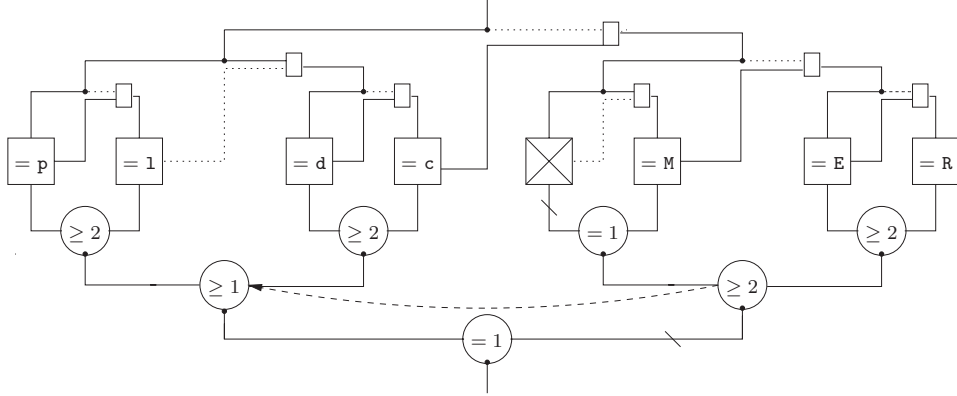 = p = l = d = c = M = E = R
≥ 2 ≥ 2 = 1 ≥ 2
≥ 1 ≥ 2
= 1